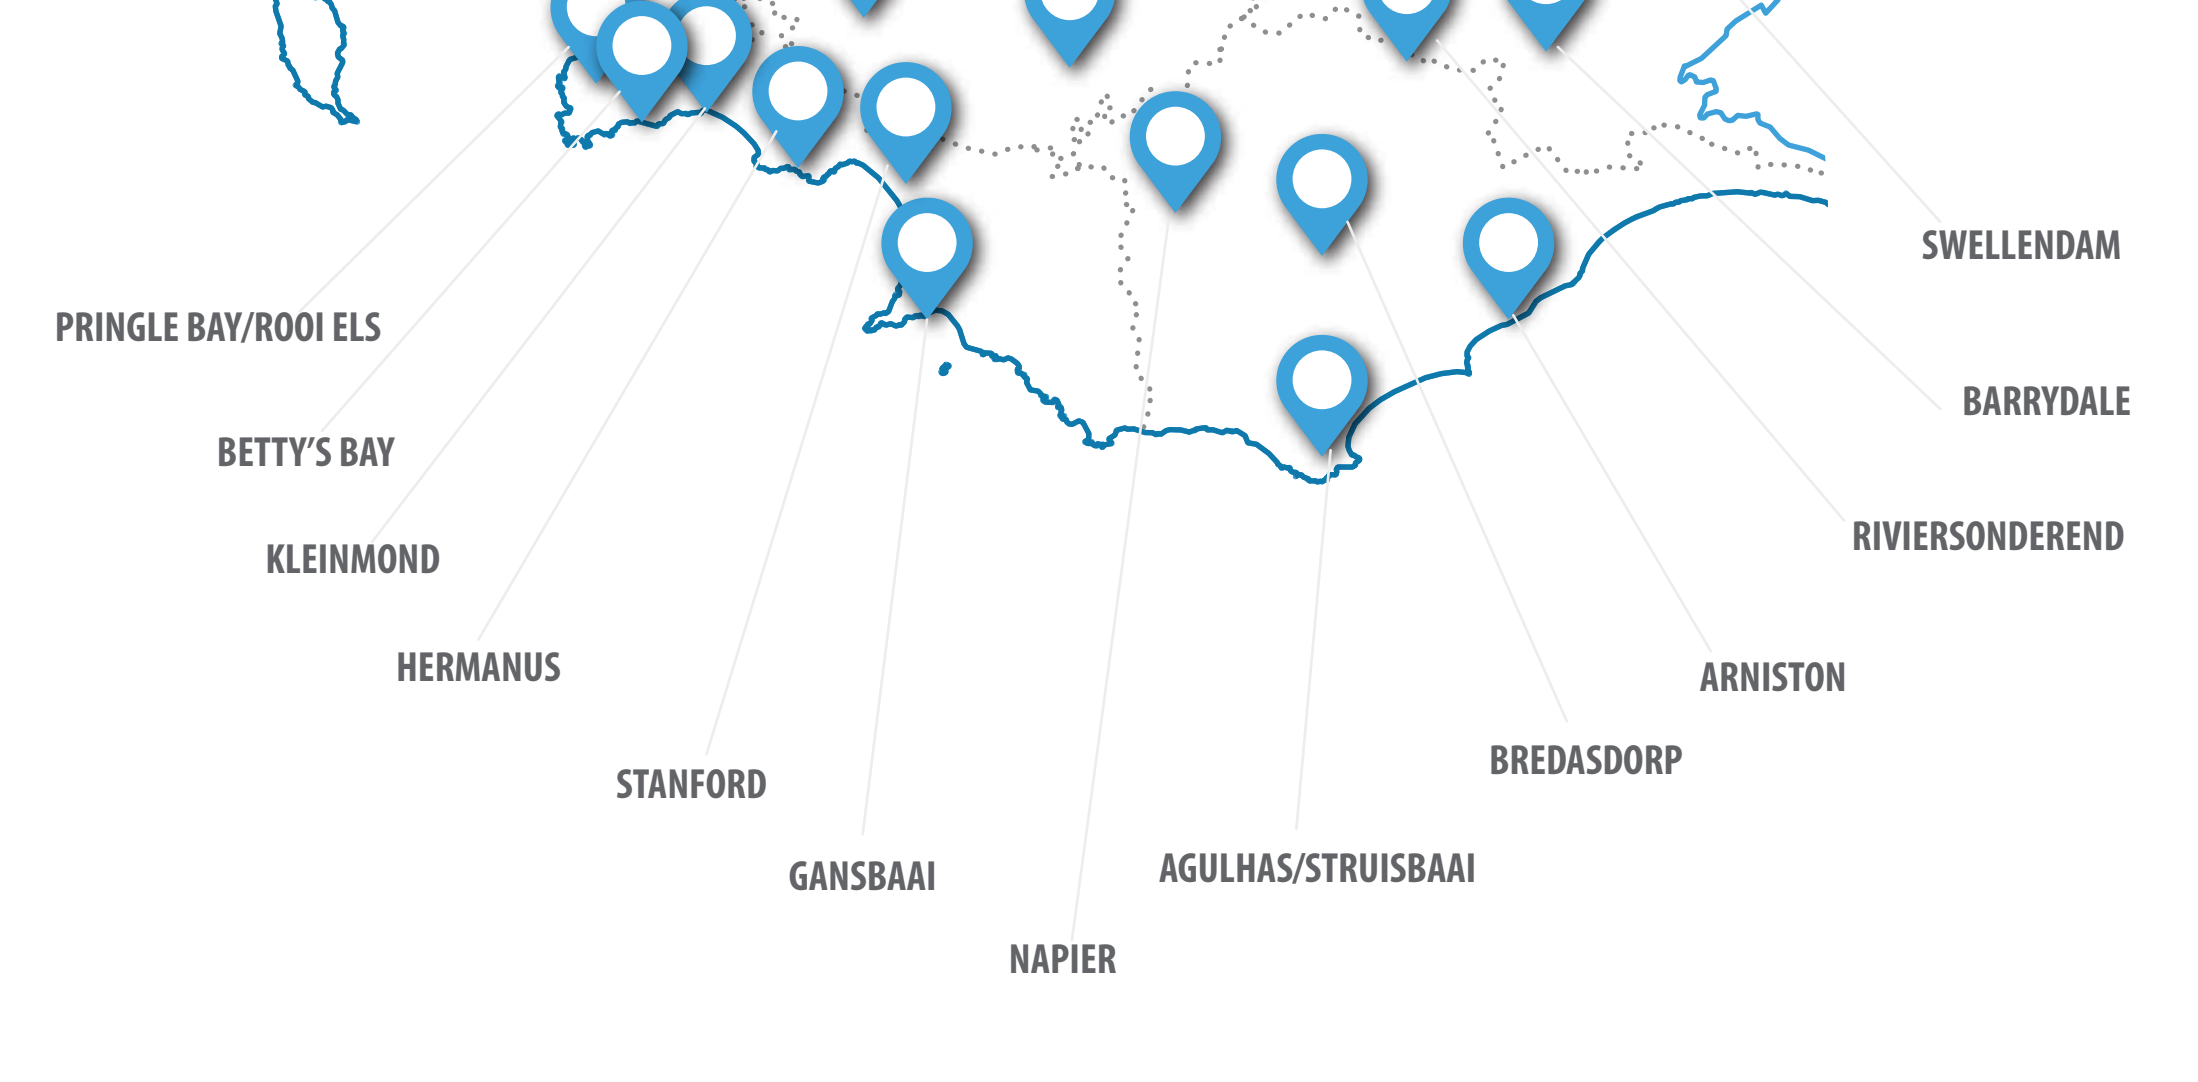 SWELLENDAM
PRINGLE BAY/ROOI ELS
BARRYDALE
BETTY’S BAY
RIVIERSONDEREND
KLEINMOND
HERMANUS
ARNISTON
BREDASDORP
STANFORD
AGULHAS/STRUISBAAI
GANSBAAI
NAPIER